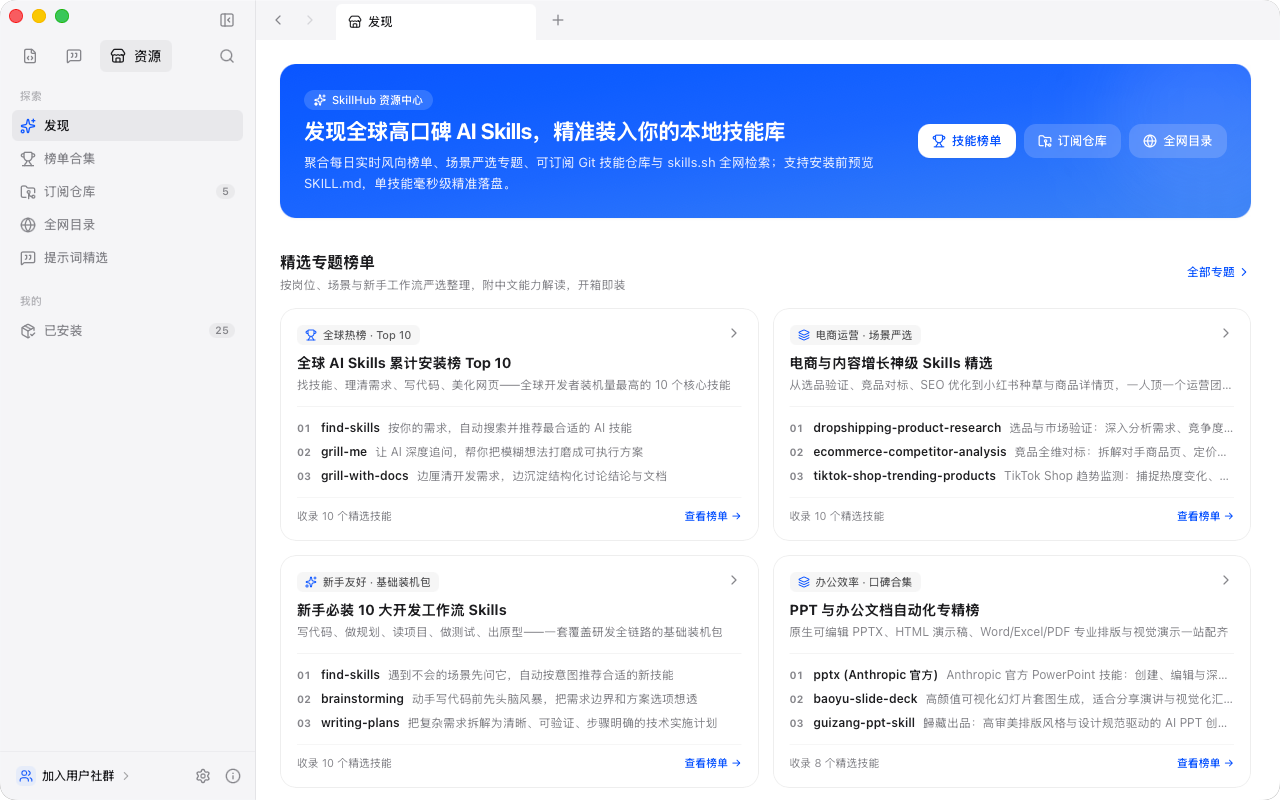 发现
资源
探索
发现
榜单合集
订阅仓库 5
全网目录
提示词精选
我的
已安装 25
加入用户社群
SkillHub 资源中心
发现全球高口碑 AI Skills，精准装入你的本地技能库
聚合每日实时风向榜单、场景严选专题、可订阅 Git 技能仓库与 skills.sh 全网检索；支持安装前预览
SKILL.md，单技能毫秒级精准落盘。
技能榜单
订阅仓库
全网目录
精选专题榜单
按岗位、场景与新手工作流严选整理，附中文能力解读，开箱即装
全部专题
全球热榜 · Top 10
全球 AI Skills 累计安装榜 Top 10
找技能、理清需求、写代码、美化网页——全球开发者装机量最高的 10 个核心技能
01 find-skills 按你的需求，自动搜索并推荐最合适的 AI 技能
02 grill-me 让 AI 深度追问，帮你把模糊想法打磨成可执行方案
03 grill-with-docs 边厘清开发需求，边沉淀结构化讨论结论与文档
收录 10 个精选技能
查看榜单 →
电商运营 · 场景严选
电商与内容增长神级 Skills 精选
从选品验证、竞品对标、SEO 优化到小红书种草与商品详情页，一人顶一个运营团...
01 dropshipping-product-research 选品与市场验证：深入分析需求、竞争度...
02 ecommerce-competitor-analysis 竞品全维对标：拆解对手商品页、定价...
03 tiktok-shop-trending-products TikTok Shop 趋势监测：捕捉热度变化、...
收录 10 个精选技能
查看榜单 →
新手友好 · 基础装机包
新手必装 10 大开发工作流 Skills
写代码、做规划、读项目、做测试、出原型——一套覆盖研发全链路的基础装机包
01 find-skills 遇到不会的场景先问它，自动按意图推荐合适的新技能
02 brainstorming 动手写代码前先头脑风暴，把需求边界和方案选项想透
03 writing-plans 把复杂需求拆解为清晰、可验证、步骤明确的技术实施计划
收录 10 个精选技能
查看榜单 →
办公效率 · 口碑合集
PPT 与办公文档自动化专精榜
原生可编辑 PPTX、HTML 演示稿、Word/Excel/PDF 专业排版与视觉演示一站配齐
01 pptx (Anthropic 官方) Anthropic 官方 PowerPoint 技能：创建、编辑与深...
02 baoyu-slide-deck 高颜值可视化幻灯片套图生成，适合分享演讲与视觉化汇...
03 guizang-ppt-skill 歸藏出品：高审美排版风格与设计规范驱动的 AI PPT 创...
收录 8 个精选技能
查看榜单 →